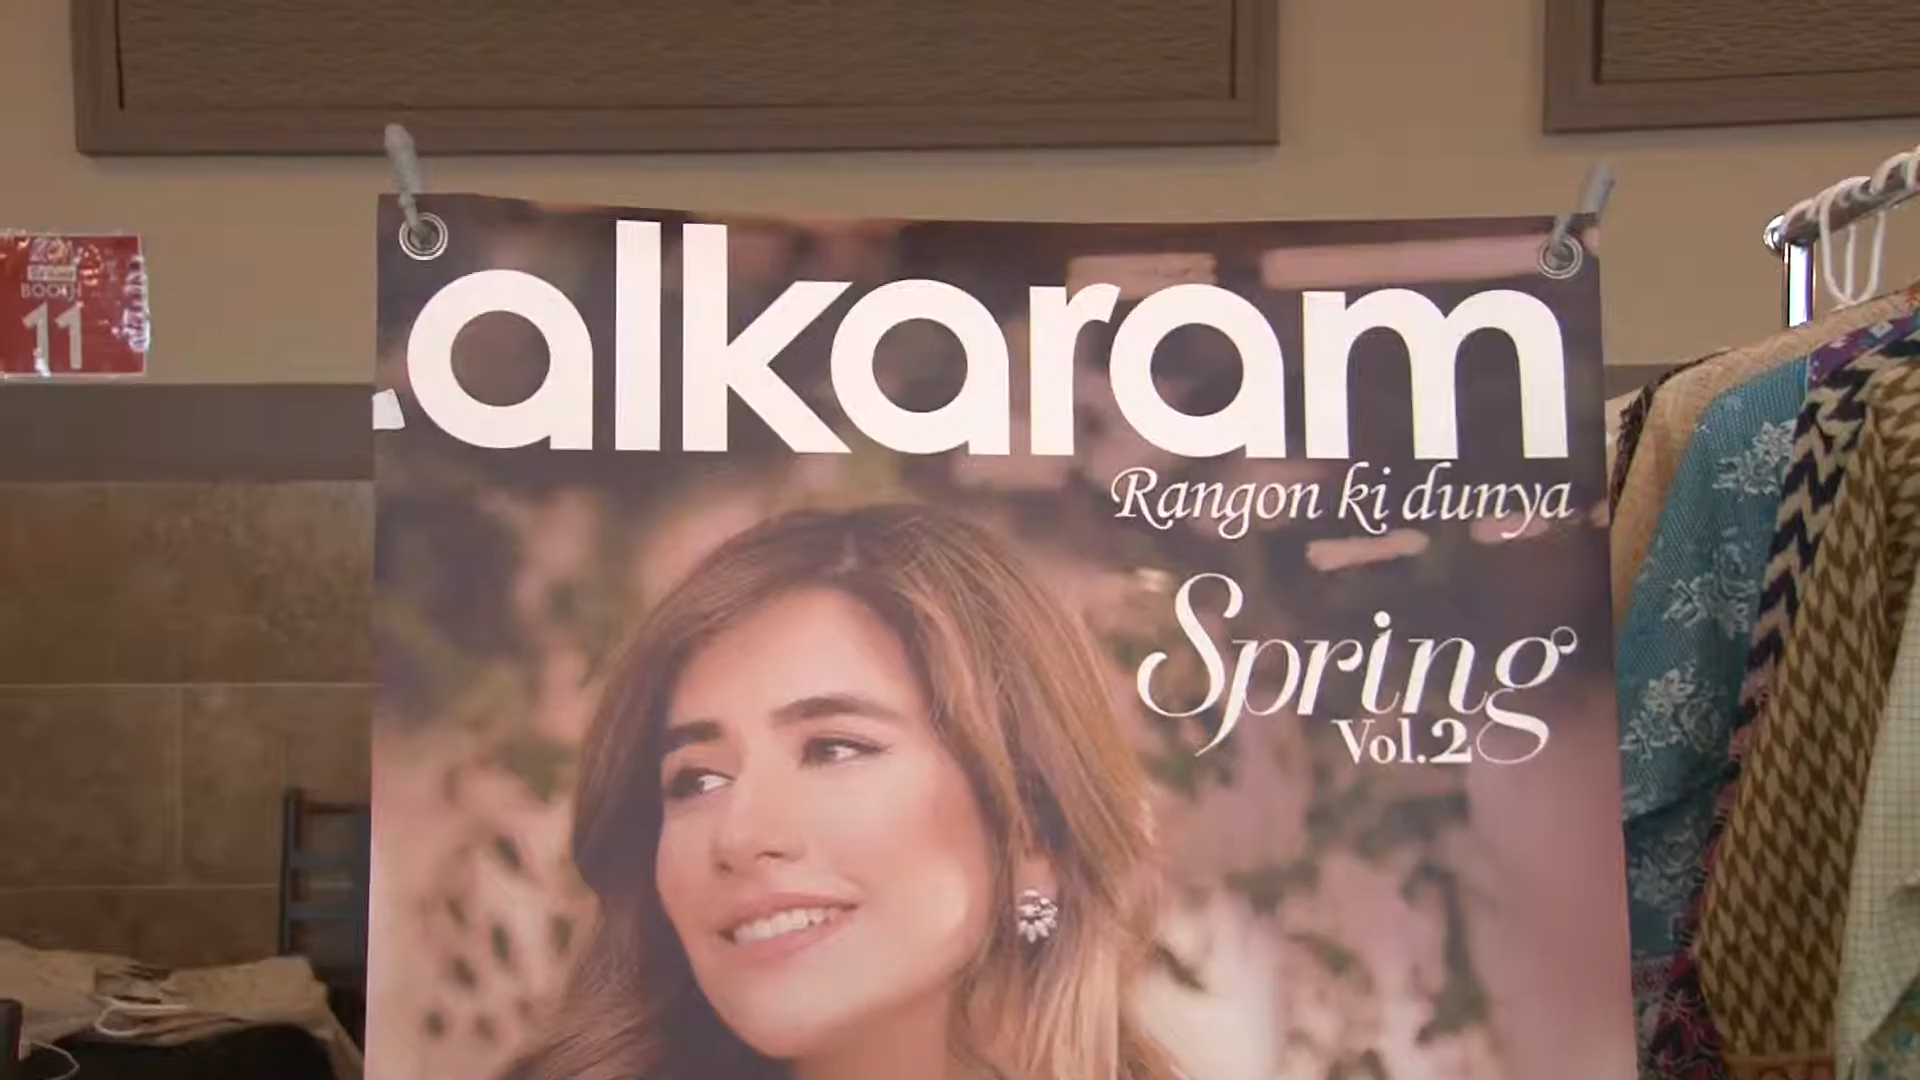 BOOTH
11
alkaram
Rangon ki dunya
Spring
Vol.2